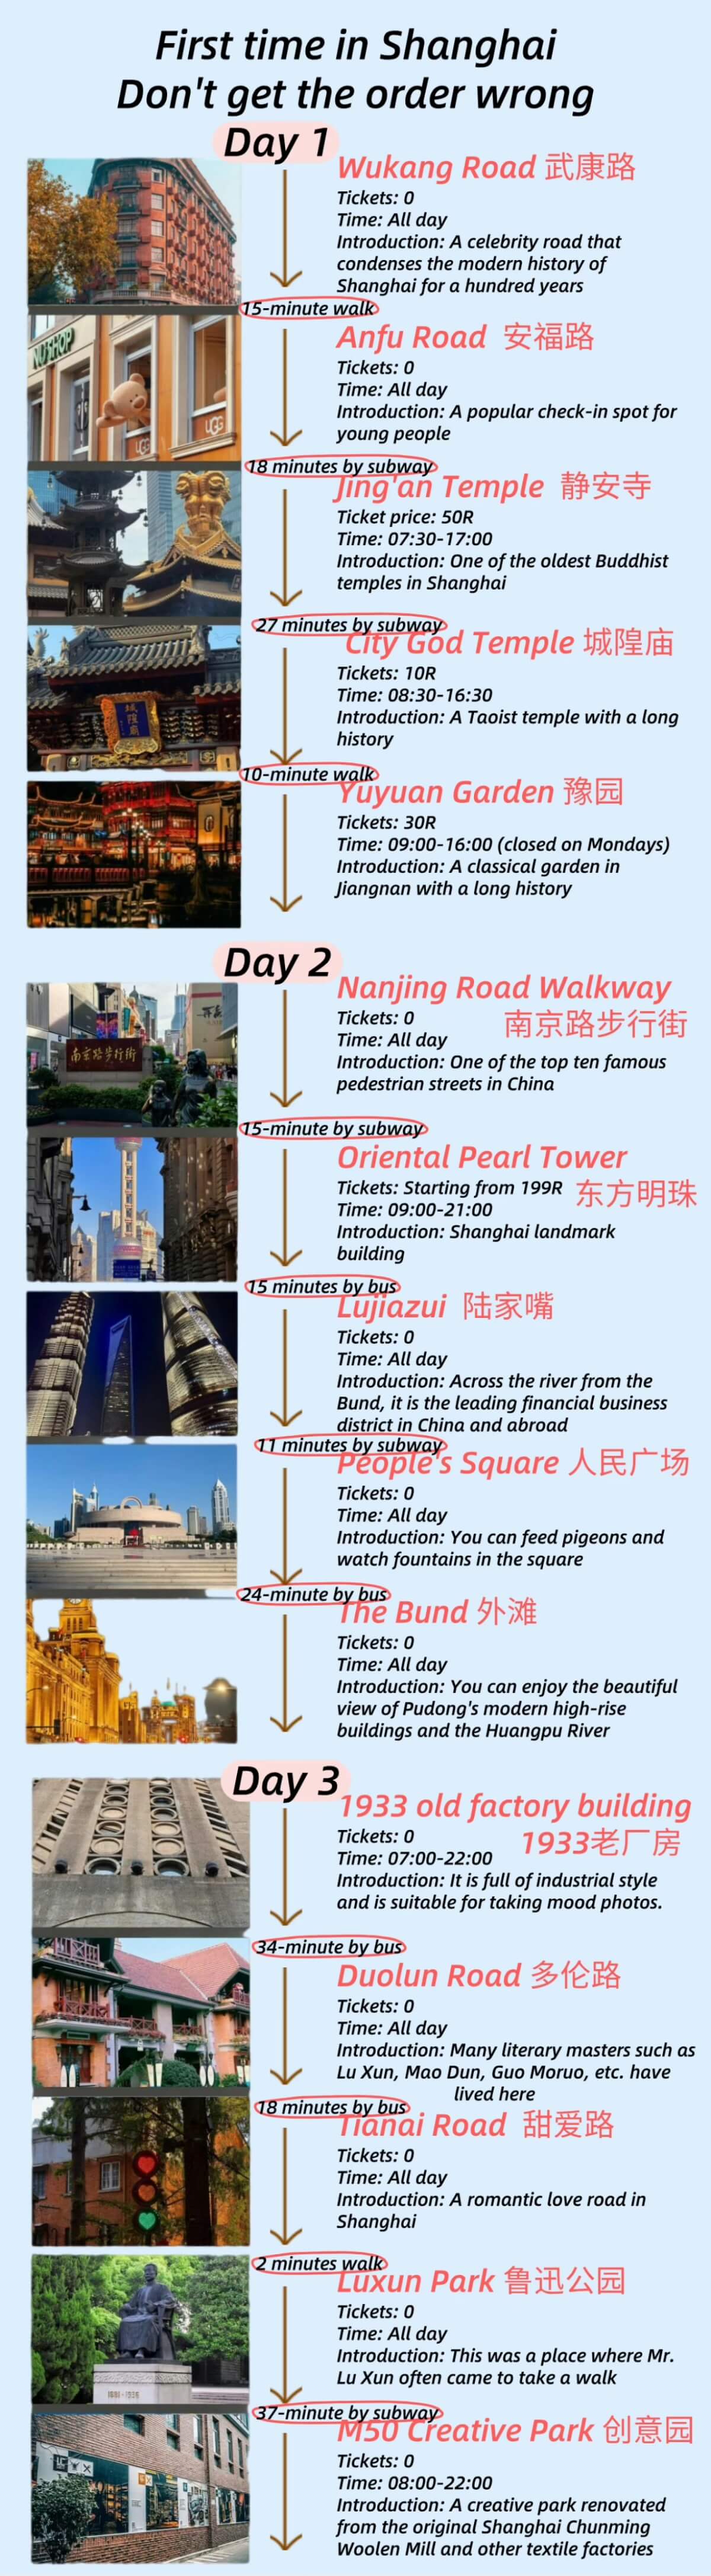 First time in Shanghai
Don't get the order wrong
Day 1
Wukang Road 武康路
Tickets: 0
Time: All day
Introduction: A celebrity road that
condenses the modern history of
Shanghai for a hundred years
15-minute walk
NUSHOP
UGG
UGG
Anfu Road 安福路
Tickets: 0
Time: All day
Introduction: A popular check-in spot for
young people
18 minutes by subway
Jing'an Temple 静安寺
Ticket price: 50R
Time: 07:30-17:00
Introduction: One of the oldest Buddhist
temples in Shanghai
27 minutes by subway
City God Temple 城隍庙
城隍廟
Tickets: 10R
Time: 08:30-16:30
Introduction: A Taoist temple with a long
history
10-minute walk
Yuyuan Garden 豫园
Tickets: 30R
Time: 09:00-16:00 (closed on Mondays)
Introduction: A classical garden in
Jiangnan with a long history
Day 2
Nanjing Road Walkway
南京路步行街
Tickets: 0
Time: All day
南京路步行街
Introduction: One of the top ten famous
pedestrian streets in China
15-minute by subway
Oriental Pearl Tower
Tickets: Starting from 199R 东方明珠
Time: 09:00-21:00
Introduction: Shanghai landmark
building
15 minutes by bus
Lujiazui 陆家嘴
Tickets: 0
Time: All day
Introduction: Across the river from the
Bund, it is the leading financial business
district in China and abroad
11 minutes by subway
People's Square 人民广场
Tickets: 0
Time: All day
Introduction: You can feed pigeons and
watch fountains in the square
24-minute by bus
The Bund 外滩
Tickets: 0
Time: All day
Introduction: You can enjoy the beautiful
view of Pudong's modern high-rise
buildings and the Huangpu River
Day 3
1933 old factory building
Tickets: 0
1933老厂房
Time: 07:00-22:00
Introduction: It is full of industrial style
and is suitable for taking mood photos.
34-minute by bus
Duolun Road 多伦路
Tickets: 0
Time: All day
Introduction: Many literary masters such as
Lu Xun, Mao Dun, Guo Moruo, etc. have
lived here
18 minutes by bus
Tianai Road 甜爱路
Tickets: 0
Time: All day
Introduction: A romantic love road in
Shanghai
2 minutes walk
Luxun Park 鲁迅公园
Tickets: 0
Time: All day
Introduction: This was a place where Mr.
Lu Xun often came to take a walk
1881-1936
37-minute by subway
M50 Creative Park 创意园
Tickets: 0
Time: 08:00-22:00
Introduction: A creative park renovated
from the original Shanghai Chunming
Woolen Mill and other textile factories